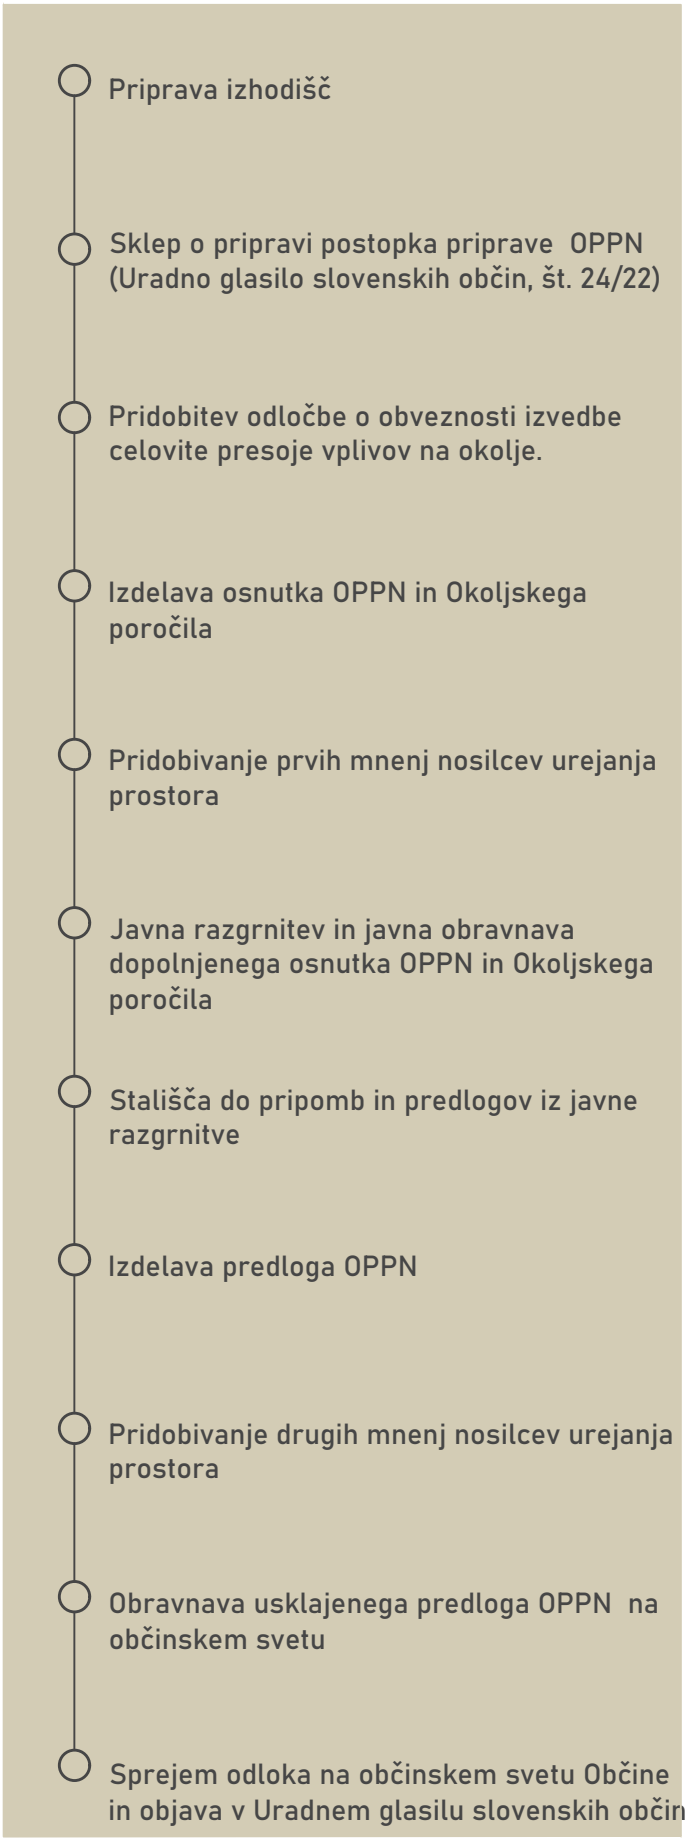 Priprava izhodišč
Sklep o pripravi postopka priprave OPPN
(Uradno glasilo slovenskih občin, št. 24/22)
Pridobitev odločbe o obveznosti izvedbe
celovite presoje vplivov na okolje.
Izdelava osnutka OPPN in Okoljskega
poročila
Pridobivanje prvih mnenj nosilcev urejanja
prostora
Javna razgrnitev in javna obravnava
dopolnjenega osnutka OPPN in Okoljskega
poročila
Stališča do pripomb in predlogov iz javne
razgrnitve
Izdelava predloga OPPN
Pridobivanje drugih mnenj nosilcev urejanja
prostora
Obravnava usklajenega predloga OPPN na
občinskem svetu
Sprejem odloka na občinskem svetu Občine
in objava v Uradnem glasilu slovenskih občin